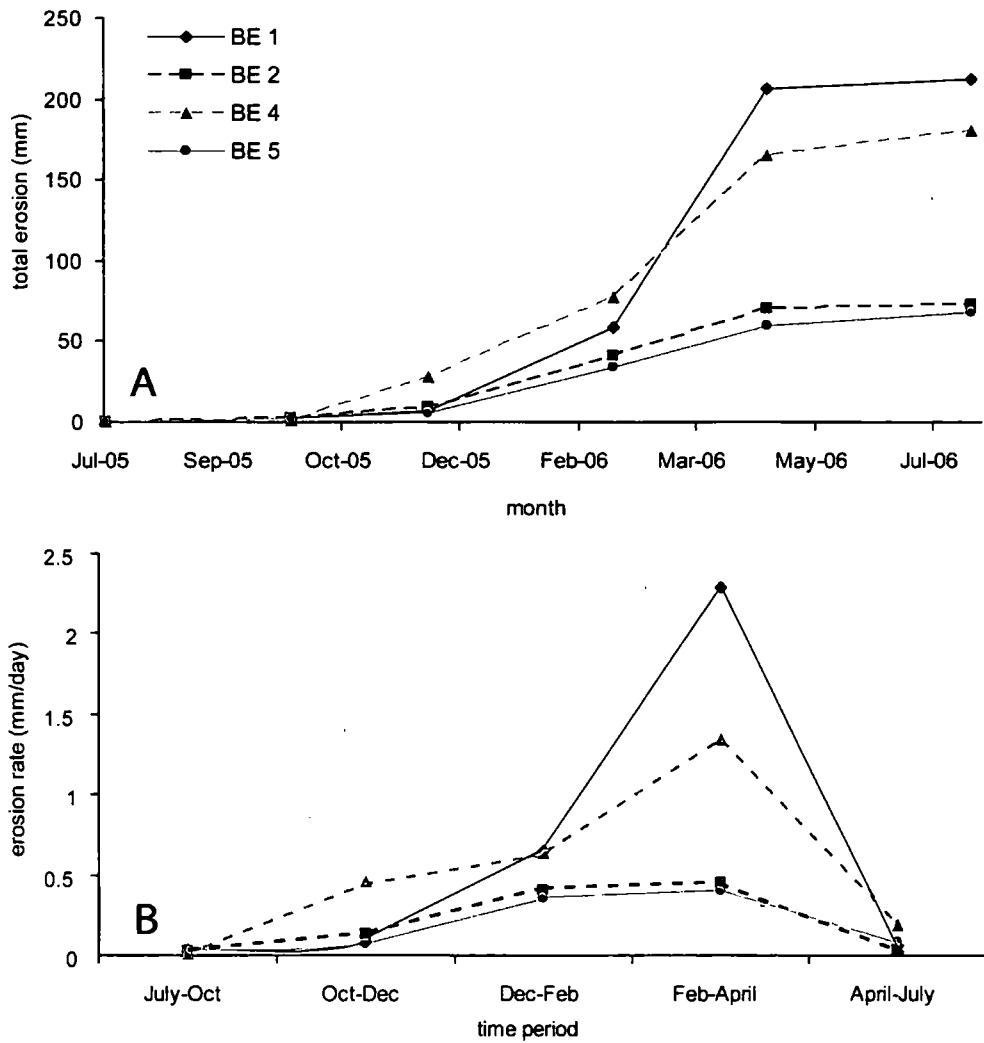 250
200
150
100
50
0
total erosion (mm)
BE 1
BE 2
BE 4
BE 5
A
Jul-05 Sep-05 Oct-05 Dec-05 Feb-06 Mar-06 May-06 Jul-06
month
2.5
2
1.5
1
0.5
0
erosion rate (mm/day)
B
July-Oct Oct-Dec Dec-Feb Feb-April April-July
time period